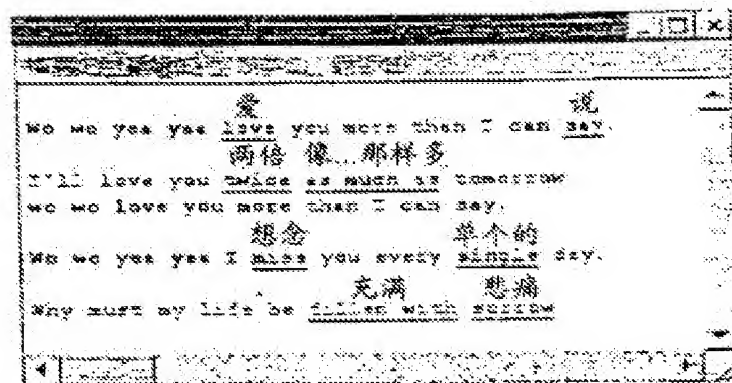 爱 说
Wo wo yea yea love you more than I can say.
两倍 像…那样多
I'll love you twice as much as tomorrow
wo wo love you more than I can say.
想念 单个的
Wo wo yea yea I miss you every single day.
充满 悲痛
Why must my life be filled with sorrow